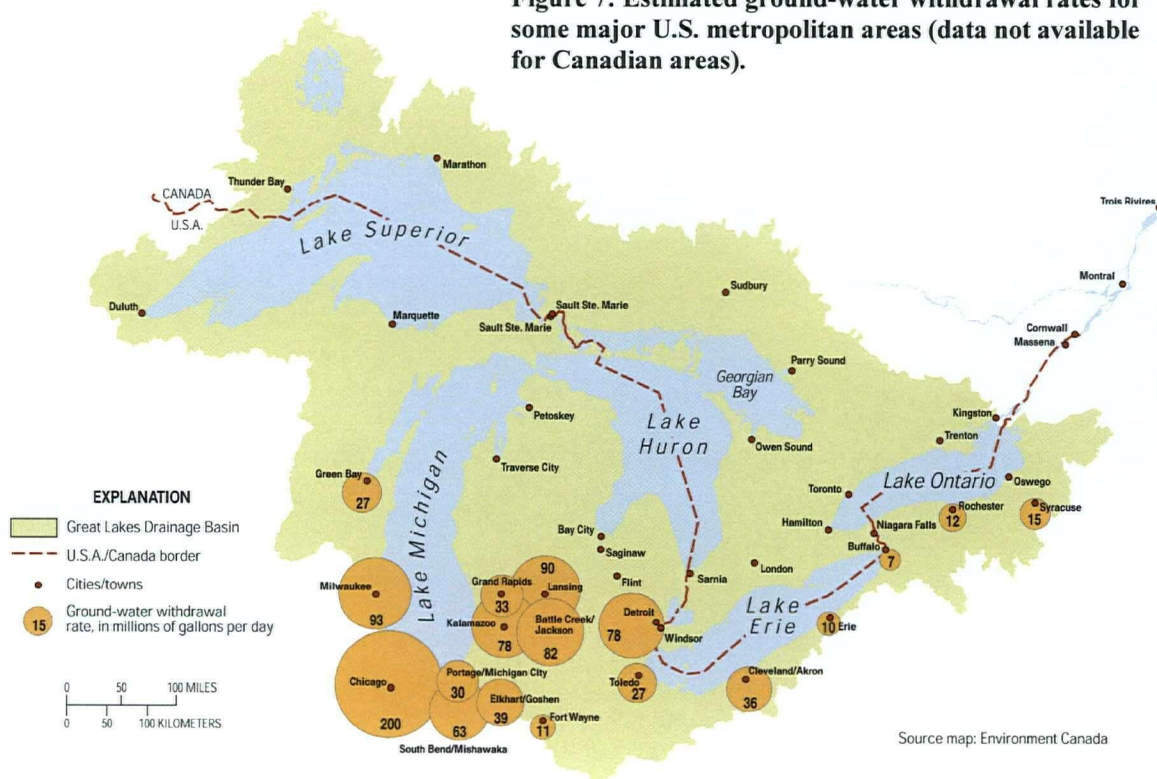 Figure 7. Estimated ground-water withdrawal rates for
some major U.S. metropolitan areas (data not available
for Canadian areas).
Marathon
Thunder Bay
CANADA
U.S.A.
Trois Rivires
Lake Superior
Montral
Sudbury
Duluth
Sault Ste. Marie
Marquette
Sault Ste. Marie
Cornwall
Massena
Parry Sound
Georgian
Bay
Petoskey
Kingston
Lake
Huron
Trenton
Owen Sound
Traverse City
Green Bay
27
Lake Michigan
Lake Ontario
Oswego
Toronto
Rochester
12
Syracuse
15
EXPLANATION
Great Lakes Drainage Basin
U.S.A./Canada border
Cities/towns
15
Ground-water withdrawal
rate, in millions of gallons per day
Hamilton
Niagara Falls
Bay City
Saginaw
Buffalo
7
90
London
Milwaukee
93
Grand Rapids
33
Lansing
Flint
Sarnia
Lake
Erie
Kalamazoo
78
Battle Creek/
Jackson
82
Detroit
78
Windsor
10
Erie
Chicago
200
Portage/Michigan City
30
Toledo
27
Cleveland/Akron
36
Elkhart/Goshen
39
63
South Bend/Mishawaka
Fort Wayne
11
0 50 100 MILES
0 50 100 KILOMETERS
Source map: Environment Canada